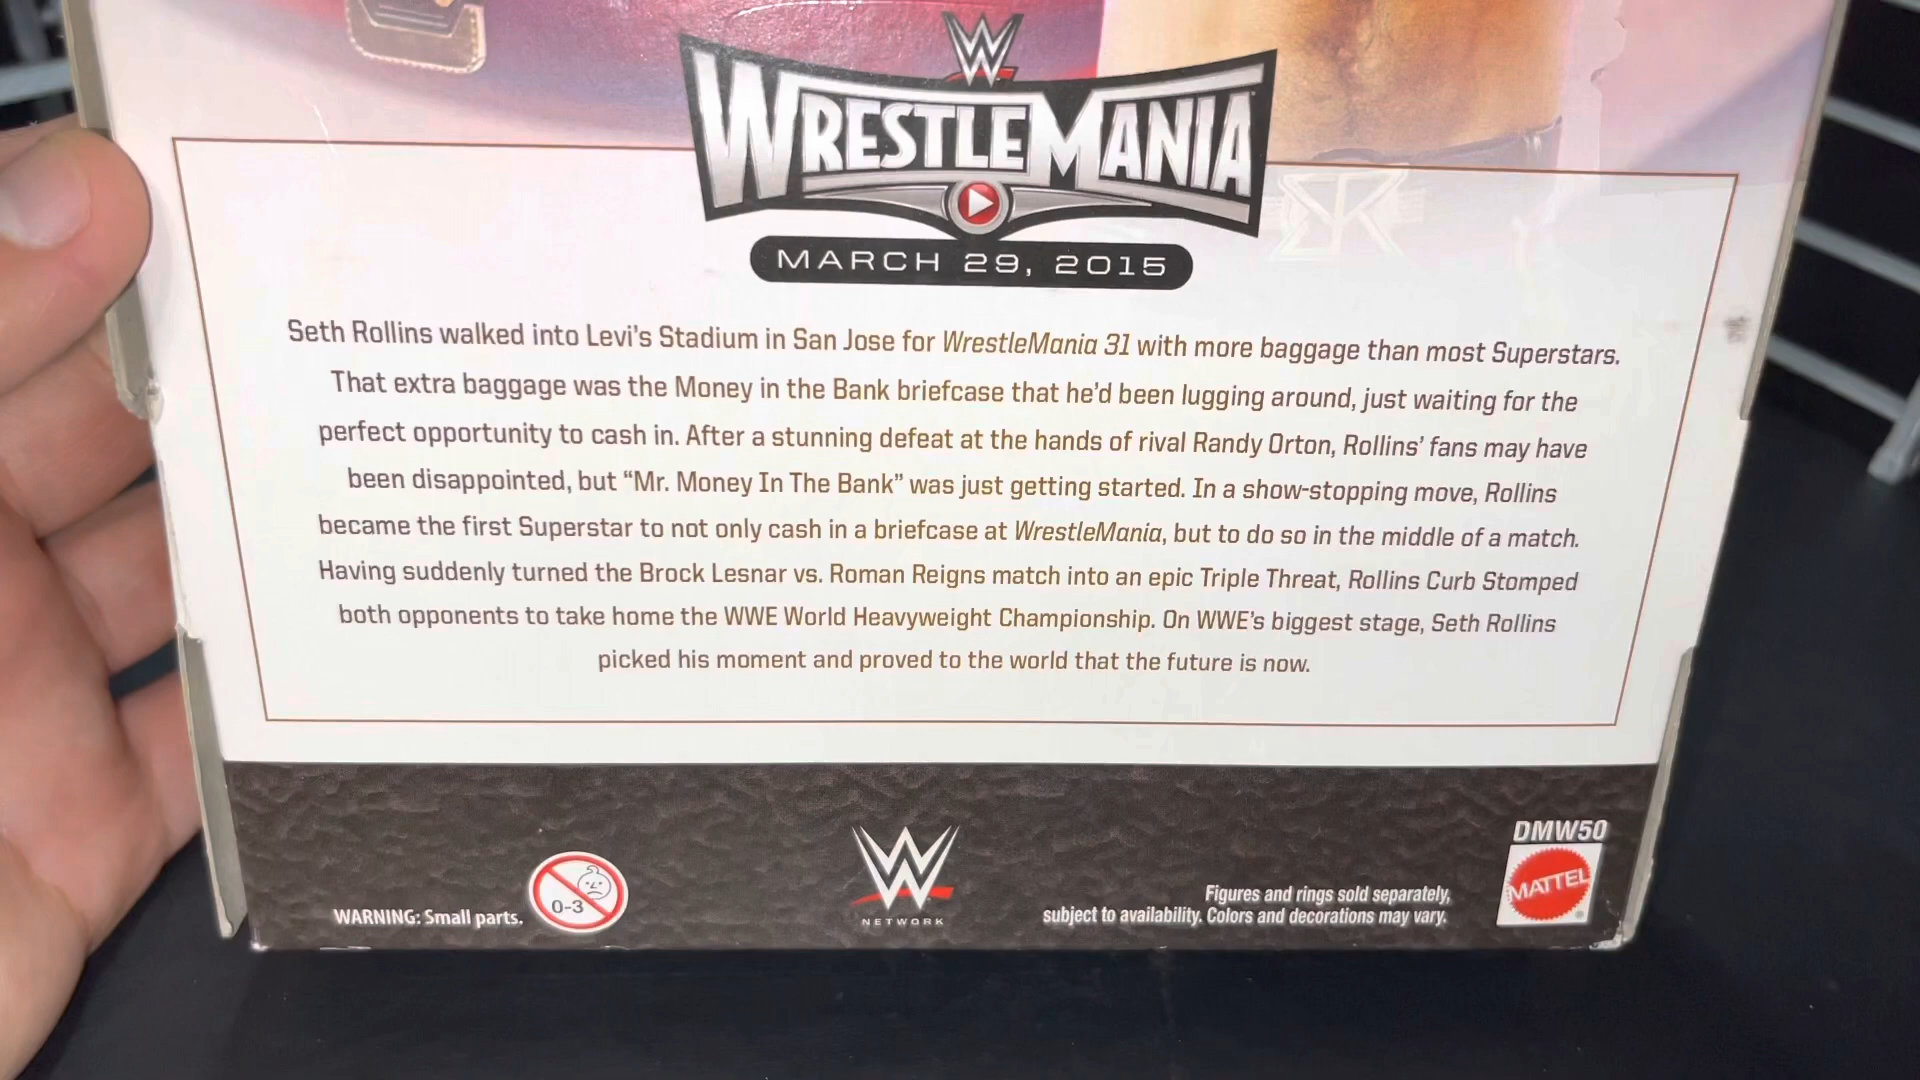 W
WRESTLEMANIA
MARCH 29, 2015
Seth Rollins walked into Levi's Stadium in San Jose for WrestleMania 31 with more baggage than most Superstars.
That extra baggage was the Money in the Bank briefcase that he'd been lugging around, just waiting for the
perfect opportunity to cash in. After a stunning defeat at the hands of rival Randy Orton, Rollins' fans may have
been disappointed, but “Mr. Money In The Bank” was just getting started. In a show-stopping move, Rollins
became the first Superstar to not only cash in a briefcase at WrestleMania, but to do so in the middle of a match.
Having suddenly turned the Brock Lesnar vs. Roman Reigns match into an epic Triple Threat, Rollins Curb Stomped
both opponents to take home the WWE World Heavyweight Championship. On WWE's biggest stage, Seth Rollins
picked his moment and proved to the world that the future is now.
WARNING: Small parts.
0-3
W
NETWORK
Figures and rings sold separately,
subject to availability. Colors and decorations may vary.
DMW50
MATTEL